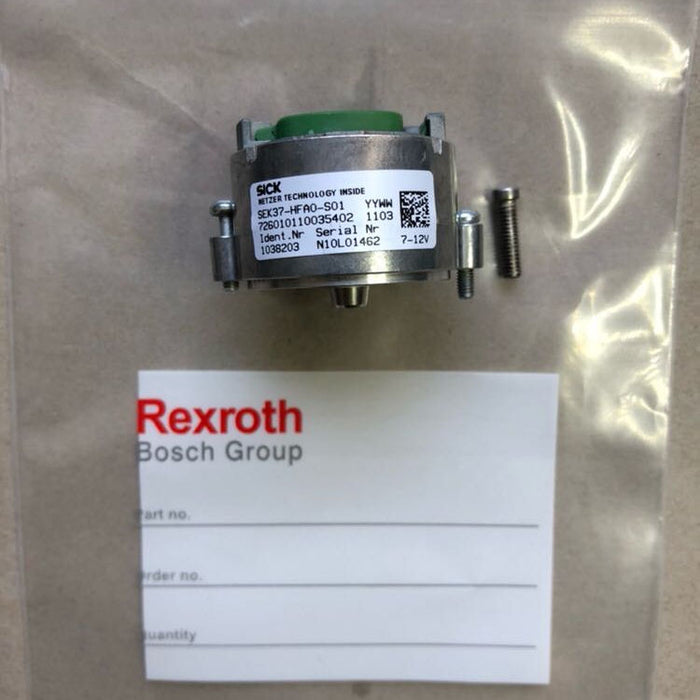 SICK
NETZER TECHNOLOGY INSIDE
SEK37-HFA0-S01 YYWW
726010110035402 1103
Ident.Nr Serial Nr
1038203 N10L01462 7-12V
Rexroth
Bosch Group
Part no.
Order no.
Quantity